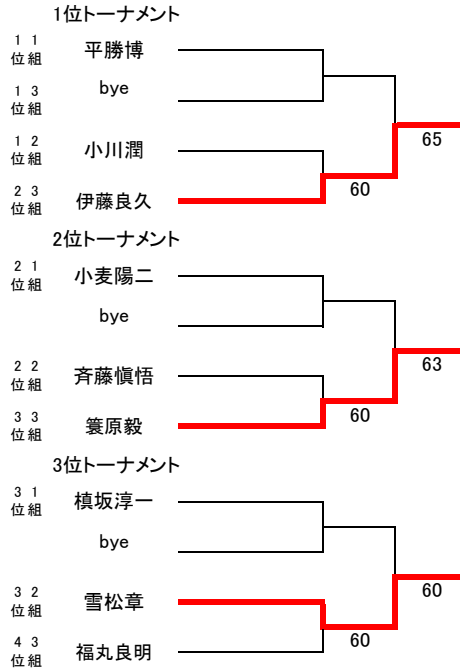 1位トーナメント
1 1
位 組
平勝博
1 3
位 組
bye
65
1 2
位 組
小川潤
60
2 3
位 組
伊藤良久
2位トーナメント
2 1
位 組
小麦陽二
bye
63
2 2
位 組
斉藤愼悟
60
3 3
位 組
簑原毅
3位トーナメント
3 1
位 組
槙坂淳一
bye
60
3 2
位 組
雪松章
60
4 3
位 組
福丸良明